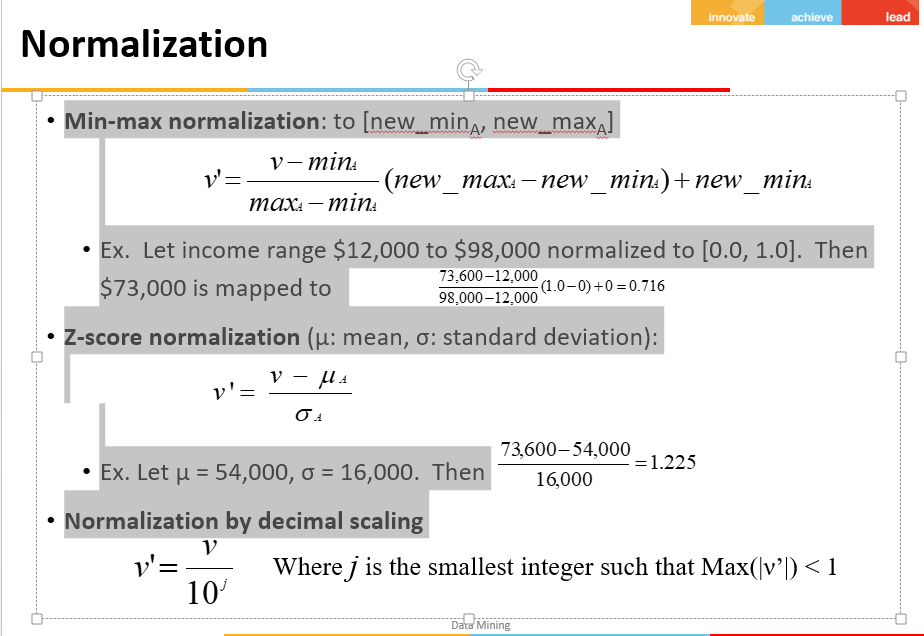 innovate achieve lead
Normalization
• Min-max normalization: to [new_minA, new_maxA]
v' = (v − minA) / (maxA − minA) (new_maxA − new_minA) + new_minA
• Ex. Let income range $12,000 to $98,000 normalized to [0.0, 1.0]. Then
$73,000 is mapped to (73,600 − 12,000) / (98,000 − 12,000) (1.0 − 0) + 0 = 0.716
• Z-score normalization (μ: mean, σ: standard deviation):
v' = (v − μA) / σA
• Ex. Let μ = 54,000, σ = 16,000. Then (73,600 − 54,000) / 16,000 = 1.225
• Normalization by decimal scaling
v' = v / 10^j Where j is the smallest integer such that Max(|ν’|) < 1
Data Mining